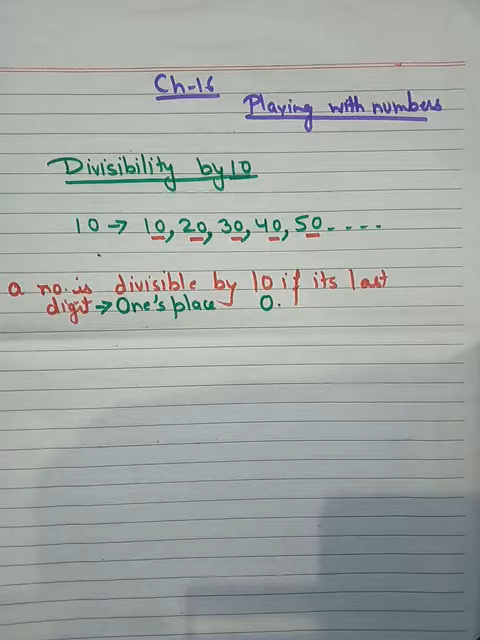 Ch-16
Playing with numbers
Divisibility by 10
10 → 10, 20, 30, 40, 50 . . . .
a no. is divisible by 10 if its last
digit → One's place 0.